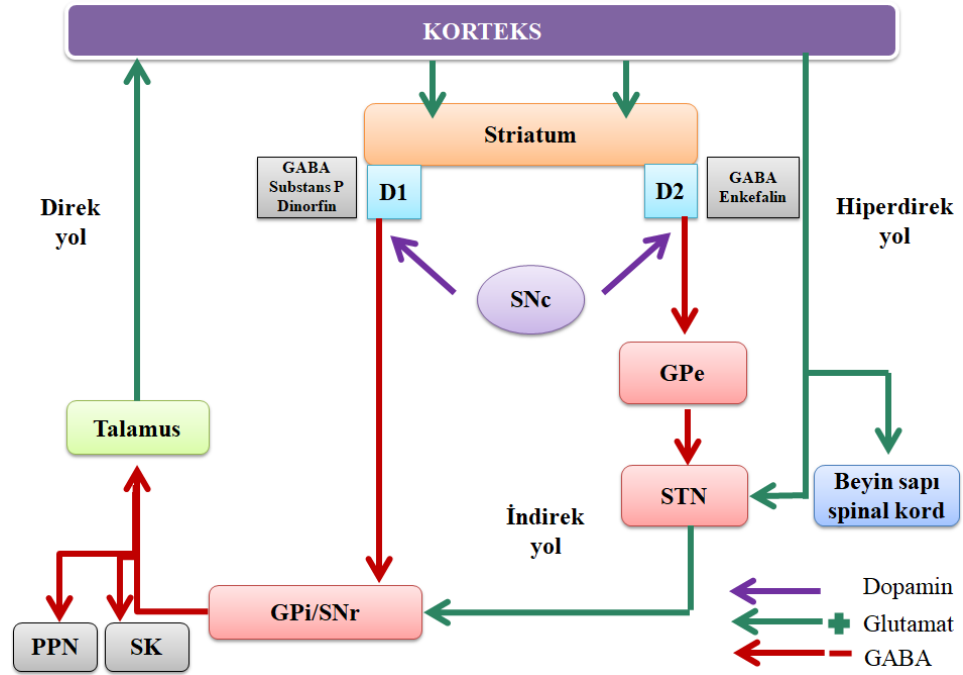 KORTEKS
Striatum
GABA
Substans P
Dinorfin
D1
D2
GABA
Enkefalin
Direk
yol
Hiperdirek
yol
SNc
GPe
Talamus
STN
Beyin sapı
spinal kord
İndirek
yol
GPi/SNr
PPN
SK
Dopamin
Glutamat
GABA